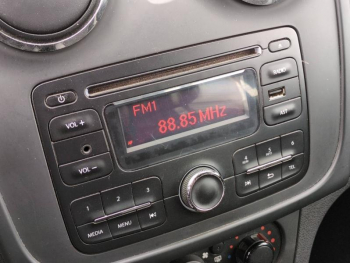 FM1
88.85 MHz
VOL +
VOL -
1 2 3
4 5 6
MEDIA MENU